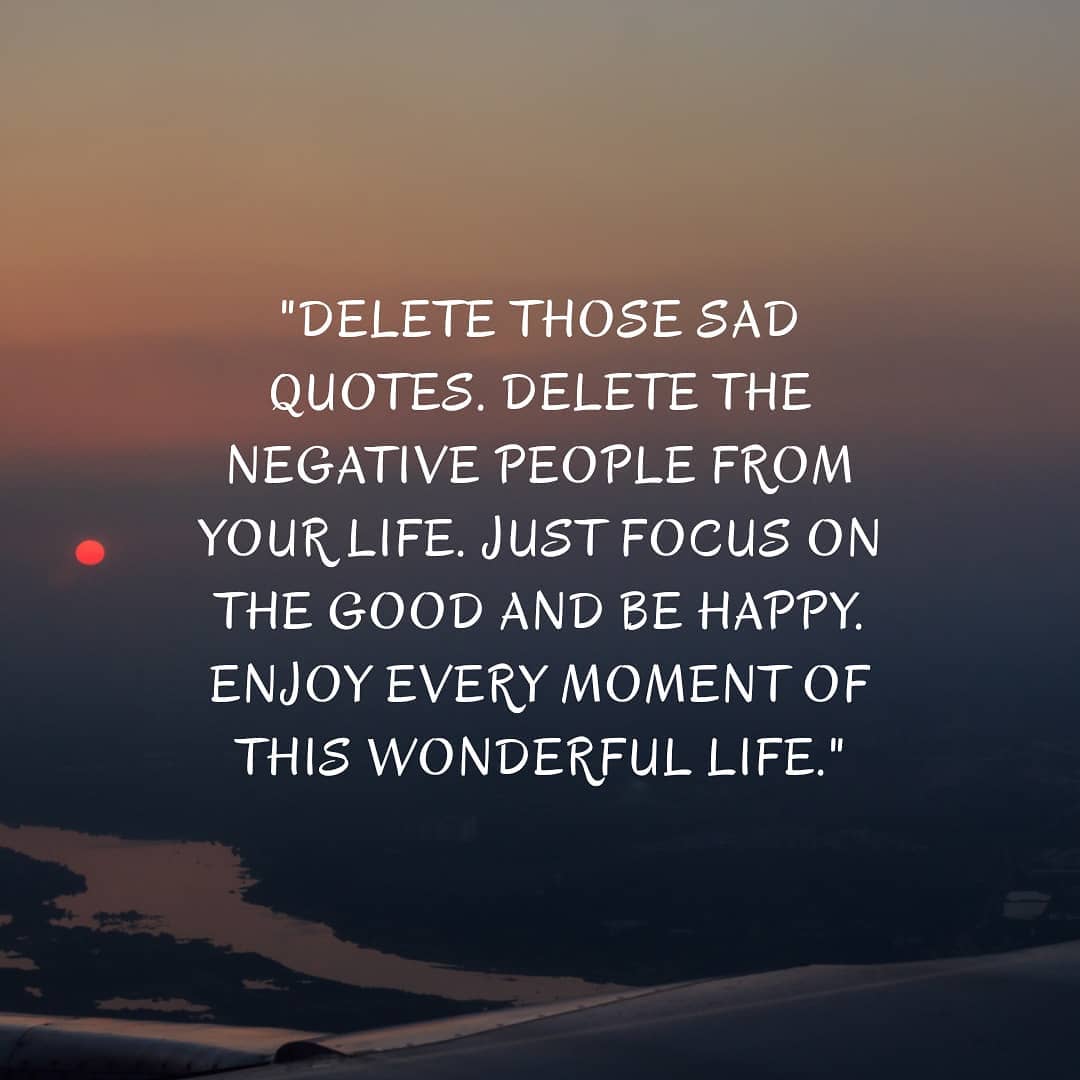 "DELETE THOSE SAD
QUOTES. DELETE THE
NEGATIVE PEOPLE FROM
YOUR LIFE. JUST FOCUS ON
THE GOOD AND BE HAPPY.
ENJOY EVERY MOMENT OF
THIS WONDERFUL LIFE."